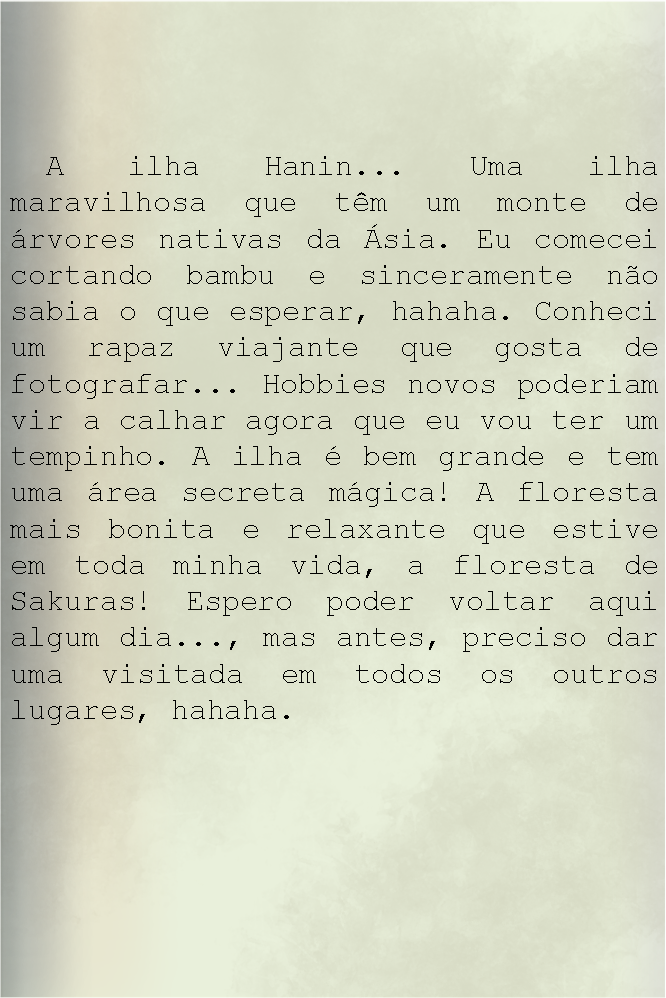 A ilha Hanin... Uma ilha
maravilhosa que têm um monte de
árvores nativas da Ásia. Eu comecei
cortando bambu e sinceramente não
sabia o que esperar, hahaha. Conheci
um rapaz viajante que gosta de
fotografar... Hobbies novos poderiam
vir a calhar agora que eu vou ter um
tempinho. A ilha é bem grande e tem
uma área secreta mágica! A floresta
mais bonita e relaxante que estive
em toda minha vida, a floresta de
Sakuras! Espero poder voltar aqui
algum dia..., mas antes, preciso dar
uma visitada em todos os outros
lugares, hahaha.